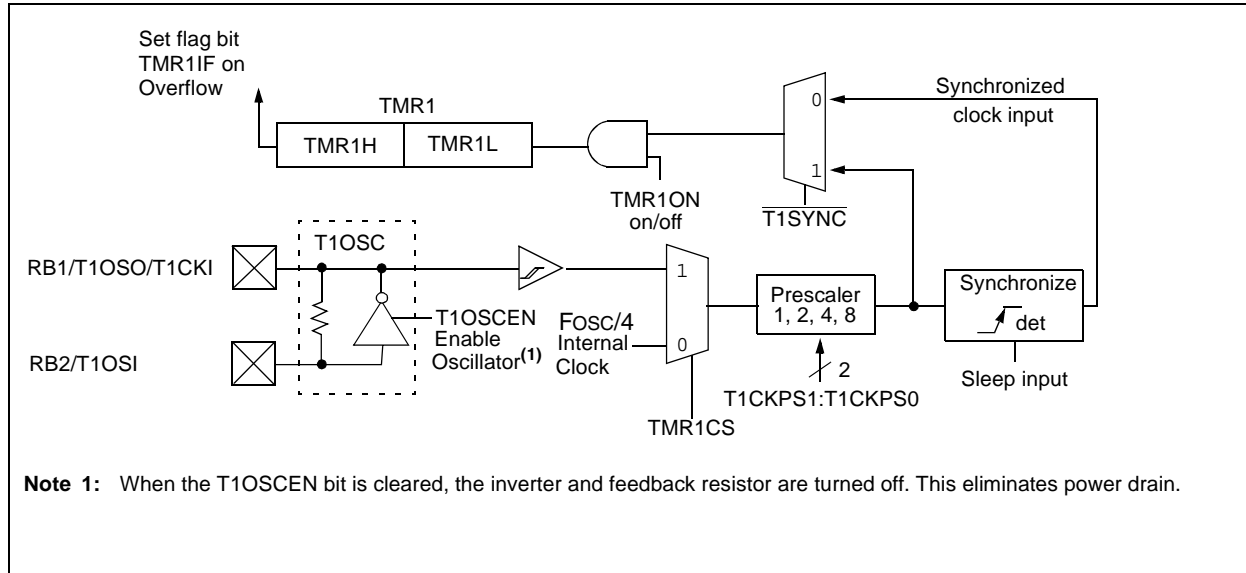 Set flag bit
TMR1IF on
Overflow
TMR1
TMR1H
TMR1L
0
1
Synchronized
clock input
TMR1ON
on/off
T1SYNC
T1OSC
RB1/T1OSO/T1CKI
RB2/T1OSI
T1OSCEN
Enable
Oscillator(1)
FOSC/4
Internal
Clock
1
0
TMR1CS
Prescaler
1, 2, 4, 8
2
T1CKPS1:T1CKPS0
Synchronize
det
Sleep input
Note 1: When the T1OSCEN bit is cleared, the inverter and feedback resistor are turned off. This eliminates power drain.